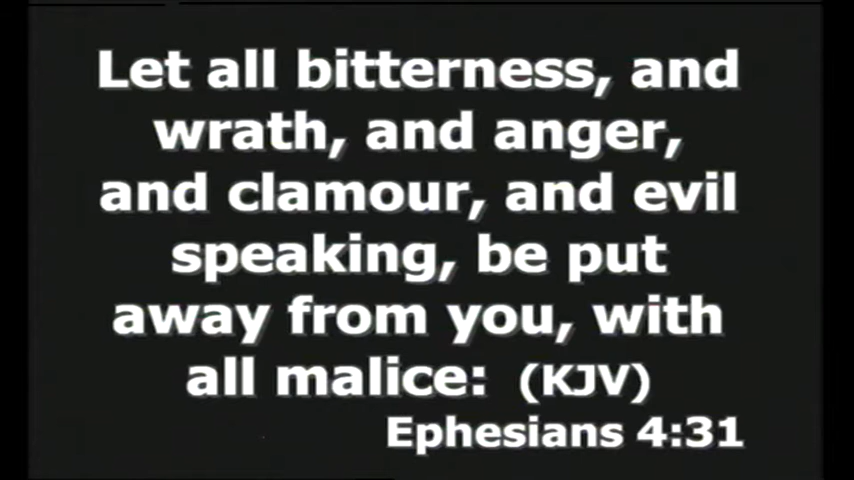 Let all bitterness, and
wrath, and anger,
and clamour, and evil
speaking, be put
away from you, with
all malice: (KJV)
Ephesians 4:31